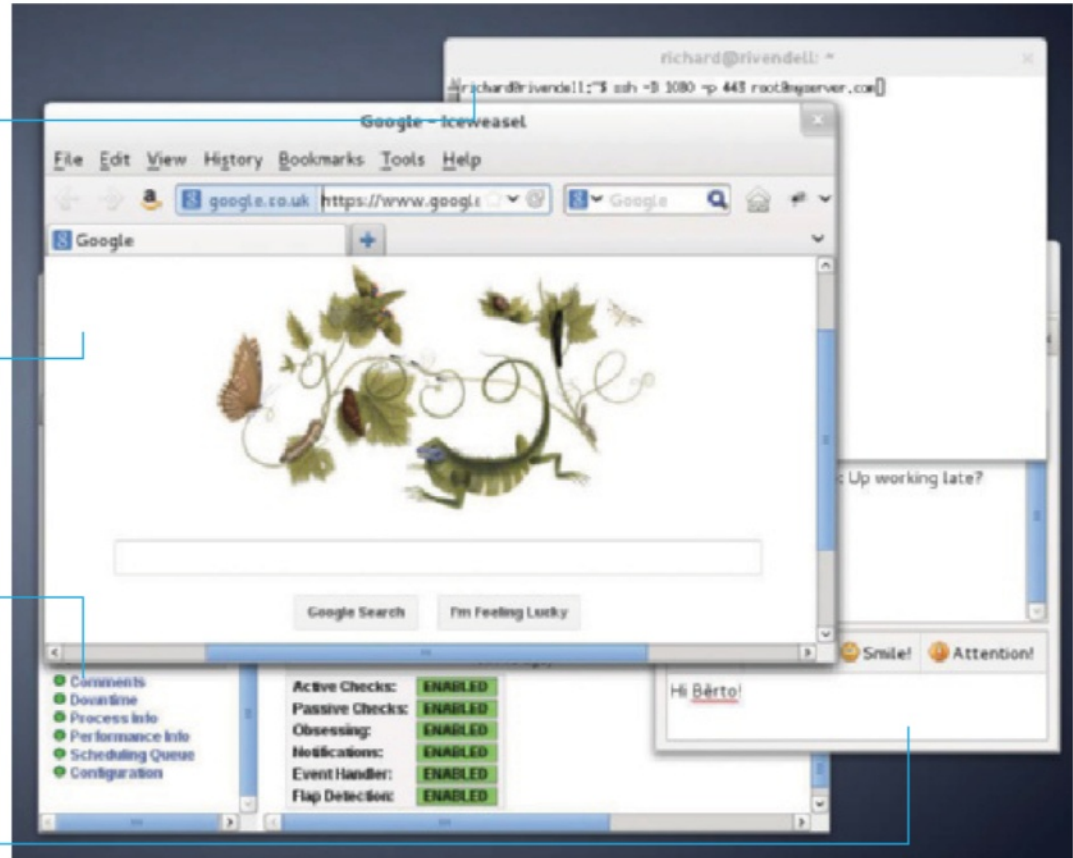 richard@rivendell: ~
richard@rivendell:~$ ssh -D 1080 -p 443 root@myserver.com
Google - Iceweasel
File Edit View History Bookmarks Tools Help
google.co.uk https://www.google
Google
Google
Google Search I'm Feeling Lucky
: Up working late?
Smile! Attention!
Hi Bèrto!
Comments
Downtime
Process Info
Performance Info
Scheduling Queue
Configuration
Active Checks: ENABLED
Passive Checks: ENABLED
Obsessing: ENABLED
Notifications: ENABLED
Event Handler: ENABLED
Flap Detection: ENABLED